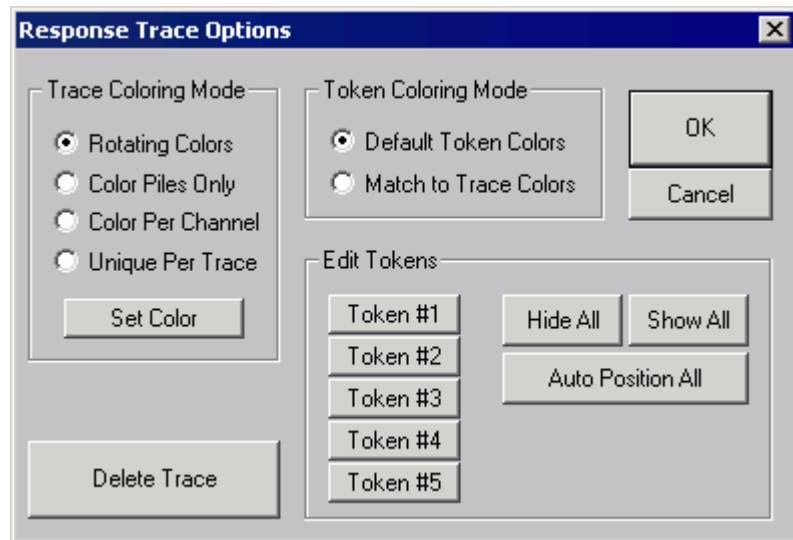 Response Trace Options
Trace Coloring Mode
Rotating Colors
Color Piles Only
Color Per Channel
Unique Per Trace
Set Color
Token Coloring Mode
Default Token Colors
Match to Trace Colors
OK
Cancel
Edit Tokens
Token #1
Token #2
Token #3
Token #4
Token #5
Hide All
Show All
Auto Position All
Delete Trace